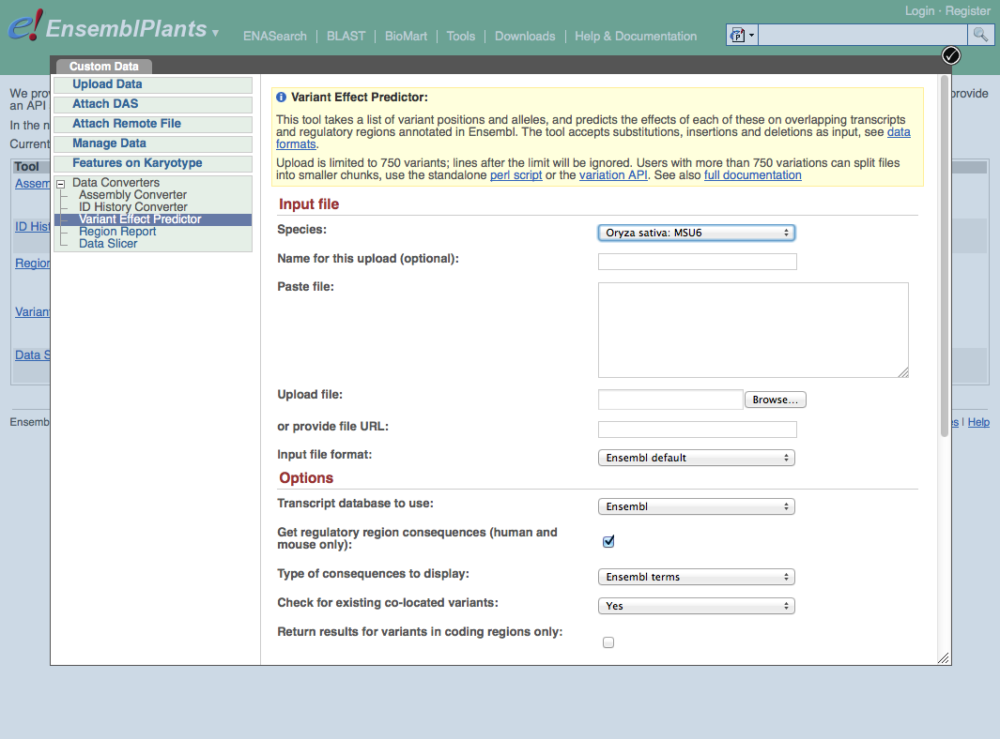 Login · Register
e! EnsemblPlants
ENASearch | BLAST | BioMart | Tools | Downloads | Help & Documentation
Custom Data
Upload Data
Attach DAS
Attach Remote File
Manage Data
Features on Karyotype
Data Converters
Assembly Converter
ID History Converter
Variant Effect Predictor
Region Report
Data Slicer
We
provide
an API
In the n
Current
Tool
Assem
ID Hist
Region
Variant
Data S
Ensemb
Variant Effect Predictor:
This tool takes a list of variant positions and alleles, and predicts the effects of each of these on overlapping transcripts
and regulatory regions annotated in Ensembl. The tool accepts substitutions, insertions and deletions as input, see data
formats.
Upload is limited to 750 variants; lines after the limit will be ignored. Users with more than 750 variations can split files
into smaller chunks, use the standalone perl script or the variation API. See also full documentation
Input file
Species: Oryza sativa: MSU6
Name for this upload (optional):
Paste file:
Upload file: Browse...
or provide file URL:
Input file format: Ensembl default
Options
Transcript database to use: Ensembl
Get regulatory region consequences (human and
mouse only):
Type of consequences to display: Ensembl terms
Check for existing co-located variants: Yes
Return results for variants in coding regions only:
es | Help